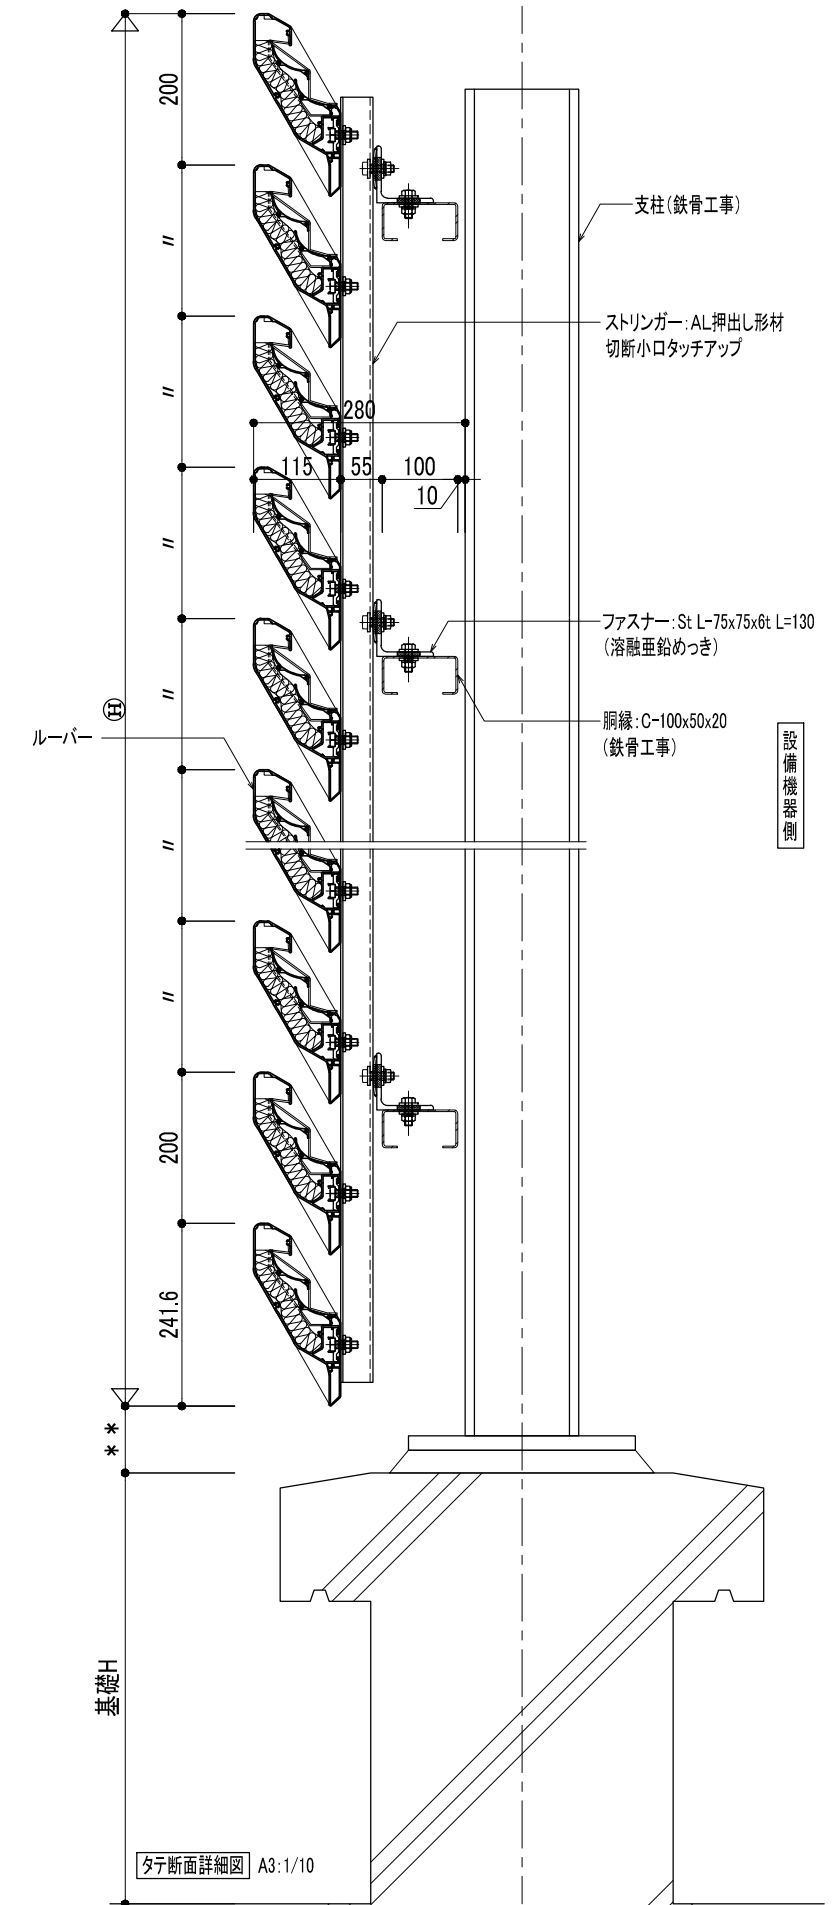 200
〃
〃
〃
〃
〃
〃
200
241.6
Ⓗ
**
基礎H
ルーバー
280
115
55
100
10
支柱(鉄骨工事)
ストリンガー:AL押出し形材
切断小口タッチアップ
ファスナー:St L-75x75x6t L=130
(溶融亜鉛めっき)
胴縁:C-100x50x20
(鉄骨工事)
設備機器側
タテ断面詳細図 A3:1/10